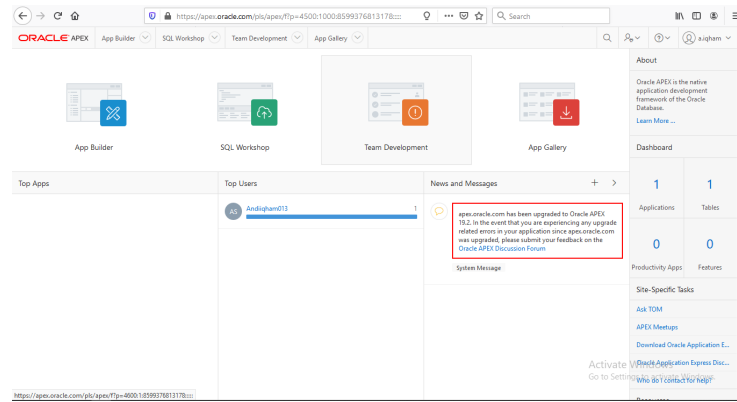 https://apex.oracle.com/pls/apex/f?p=4500:1000:8599376813178:::::
Search
ORACLE APEX
App Builder
SQL Workshop
Team Development
App Gallery
a.iqham
App Builder
SQL Workshop
Team Development
App Gallery
Top Apps
Top Users
AS
Andiiqham013
1
News and Messages
apex.oracle.com has been upgraded to Oracle APEX
19.2. In the event that you are experiencing any upgrade
related errors in your application since apex.oracle.com
was upgraded, please submit your feedback on the
Oracle APEX Discussion Forum
System Message
About
Oracle APEX is the native
application development
framework of the Oracle
Database.
Learn More ...
Dashboard
1
Applications
1
Tables
0
Productivity Apps
0
Features
Site-Specific Tasks
Ask TOM
APEX Meetups
Download Oracle Application E...
Oracle Application Express Disc...
Who do I contact for help?
Resources
Activate Windows
Go to Settings to activate Windows.
https://apex.oracle.com/pls/apex/f?p=4600:1:8599376813178:::::